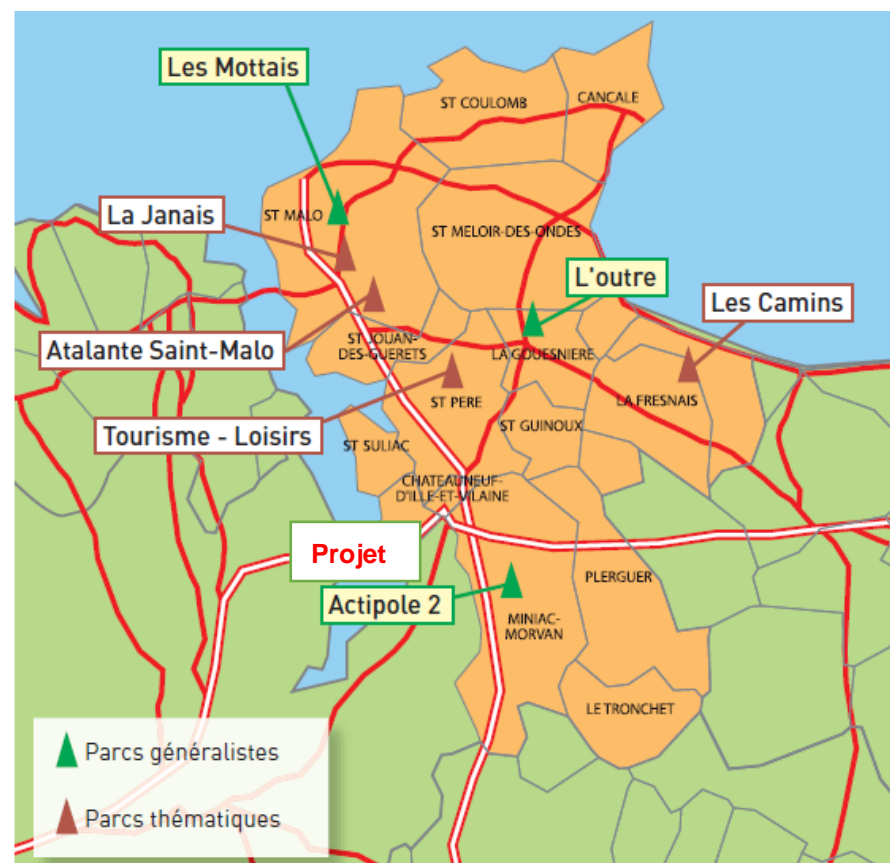 Les Mottais
ST COULOMB
CANCALE
La Janais
ST MALO
ST MELOIR-DES-ONDES
L'outre
Les Camins
Atalante Saint-Malo
ST JOUAN-
DES-GUERETS
LA GOUESNIERE
ST PERE
LA FRESNAIS
Tourisme - Loisirs
ST GUINOUX
ST SULIAC
CHATEAUNEUF-
D'ILLE-ET-VILAINE
Projet
PLERGUER
Actipole 2
MINIAC-
MORVAN
LE TRONCHET
Parcs généralistes
Parcs thématiques